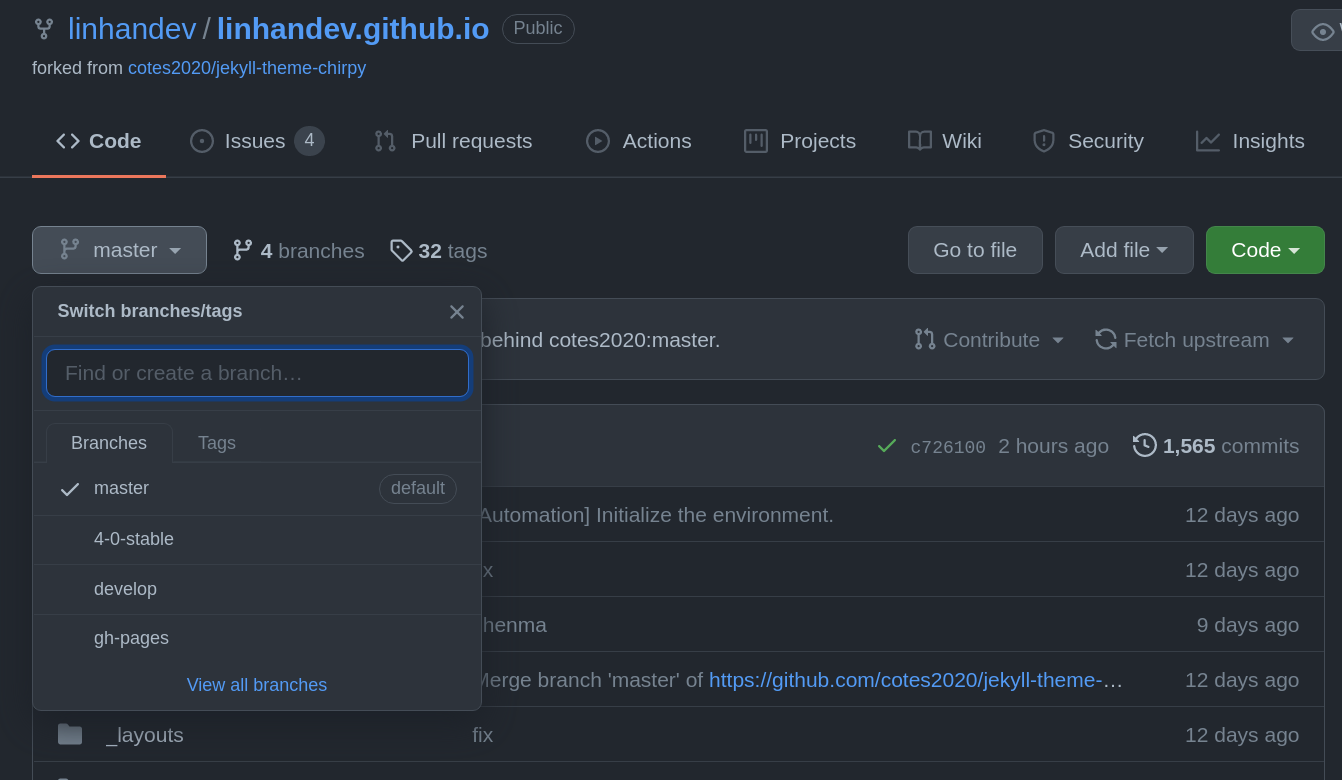 linhandev / linhandev.github.io Public
forked from cotes2020/jekyll-theme-chirpy
Code Issues 4 Pull requests Actions Projects Wiki Security Insights
master 4 branches 32 tags Go to file Add file Code
Switch branches/tags
behind cotes2020:master. Contribute Fetch upstream
Find or create a branch…
Branches Tags
c726100 2 hours ago 1,565 commits
master default
Automation] Initialize the environment. 12 days ago
4-0-stable
12 days ago
develop
9 days ago
gh-pages
Merge branch 'master' of https://github.com/cotes2020/jekyll-theme-… 12 days ago
View all branches
_layouts fix 12 days ago